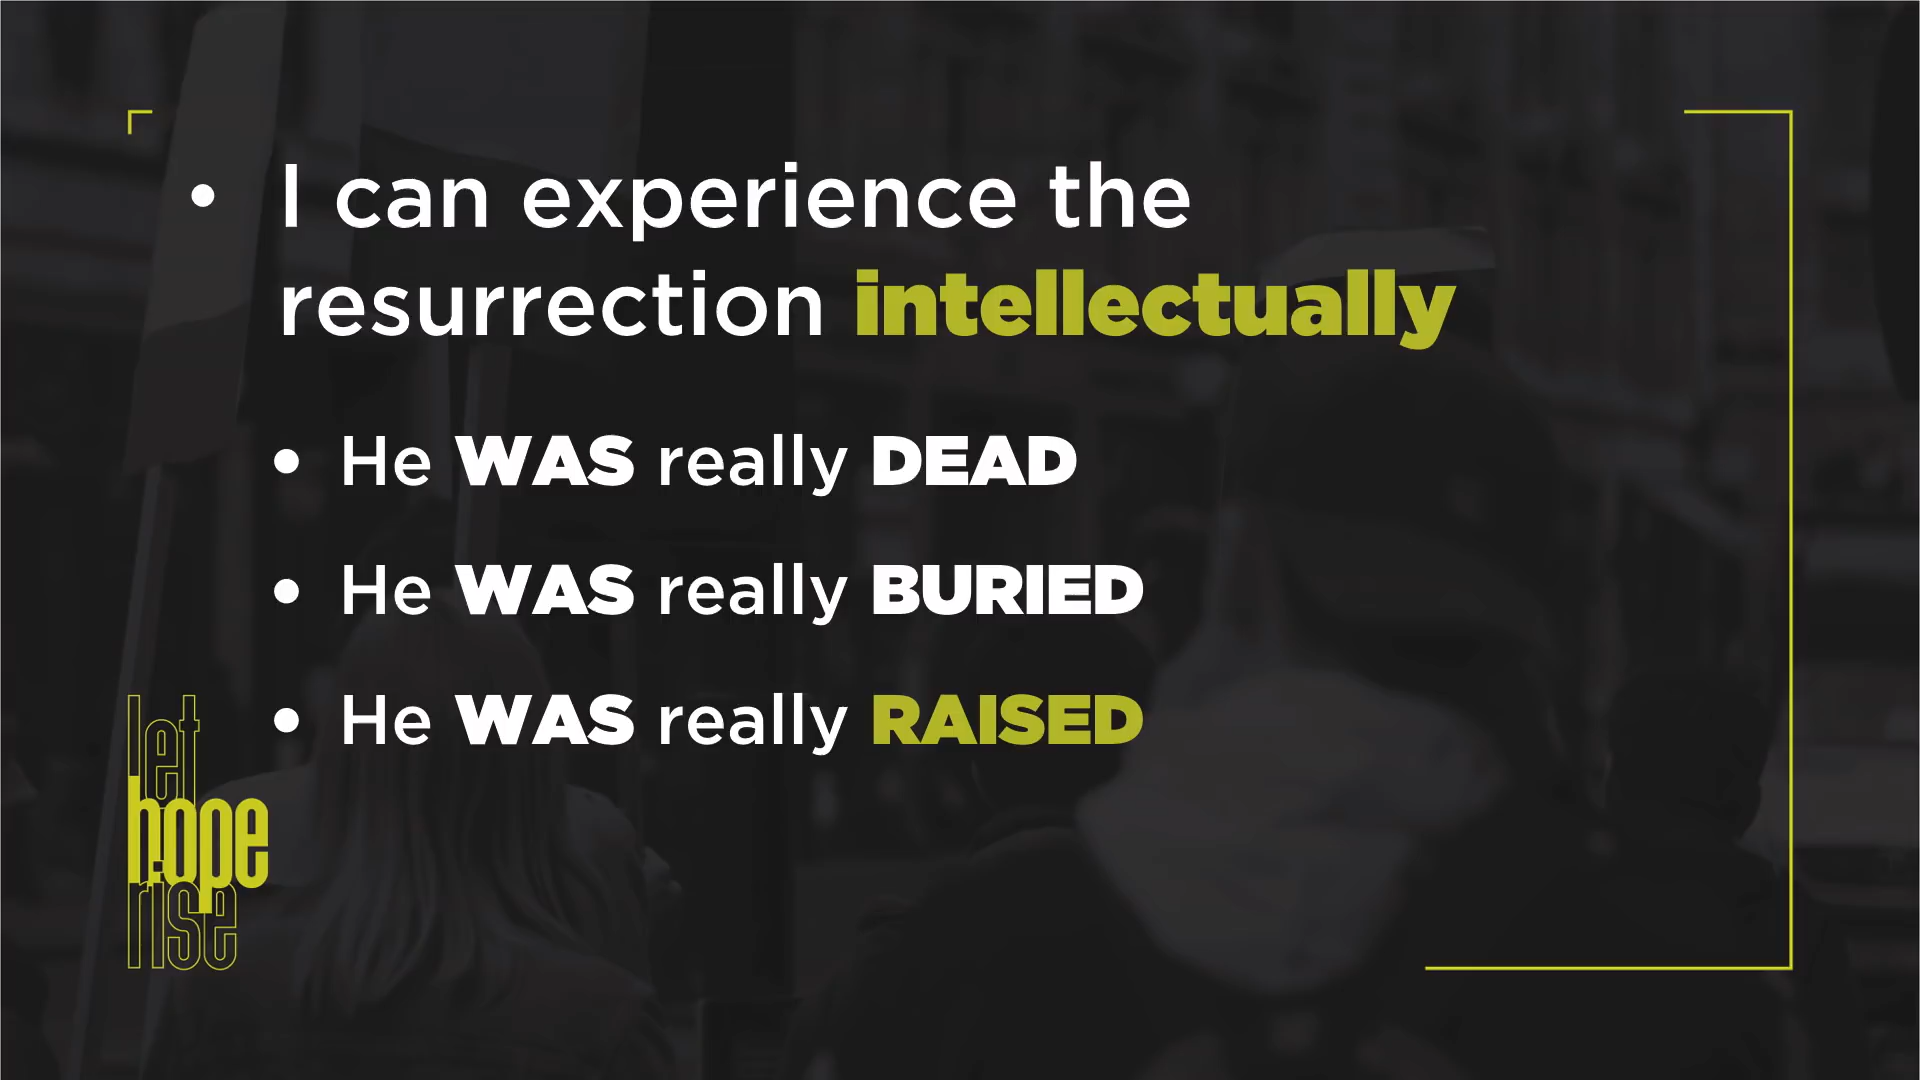 • I can experience the
resurrection intellectually
• He WAS really DEAD
• He WAS really BURIED
• He WAS really RAISED
let
hope
rise